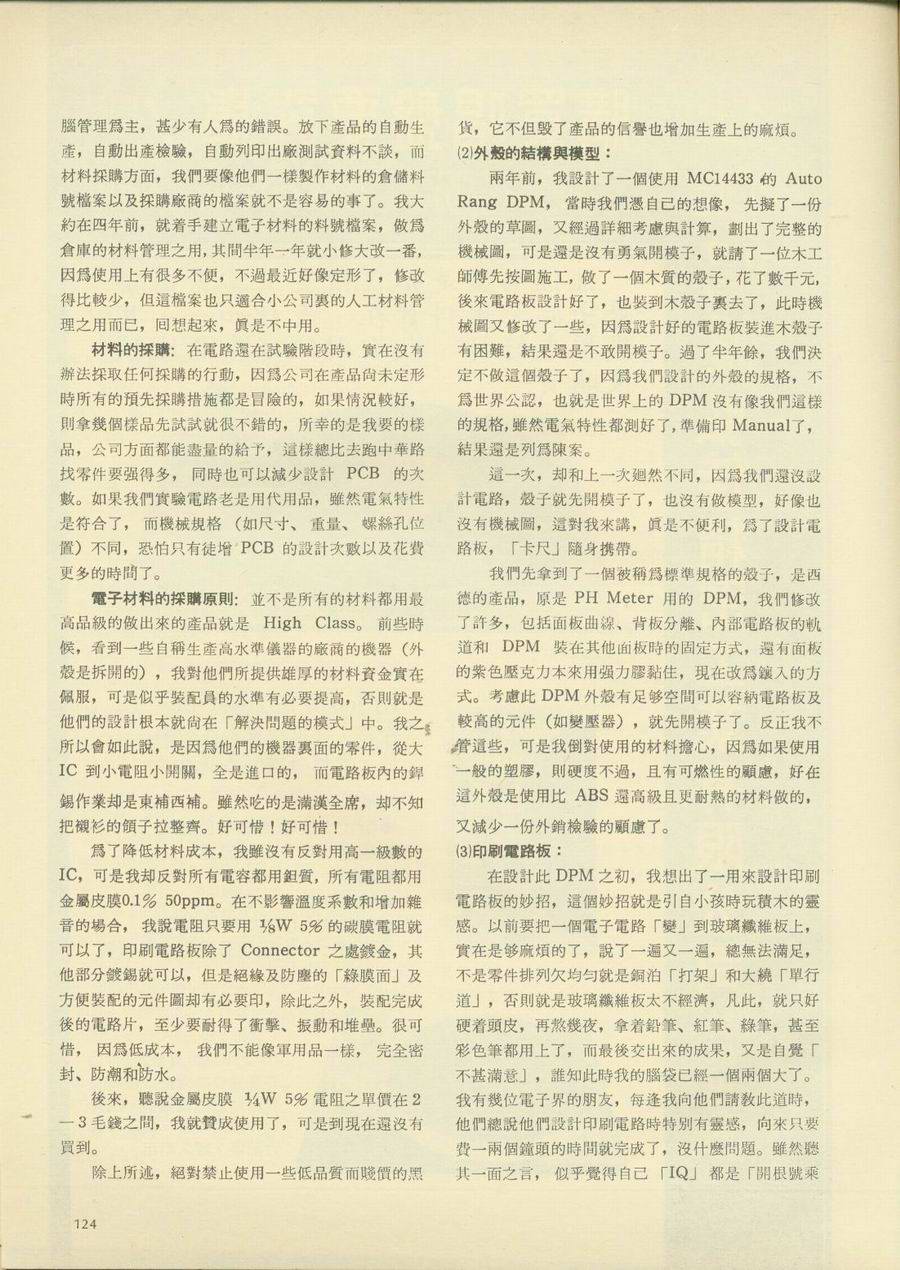 腦管理爲主，甚少有人爲的錯誤。放下產品的自動生
產，自動出產檢驗，自動列印出廠測試資料不談，而
材料採購方面，我們要像他們一樣製作材料的倉儲料
號檔案以及採購廠商的檔案就不是容易的事了。我大
約在四年前，就着手建立電子材料的料號檔案，做爲
倉庫的材料管理之用，其間半年一年就小修大改一番，
因爲使用上有很多不便，不過最近好像定形了，修改
得比較少，但這檔案也只適合小公司裏的人工材料管
理之用而已，回想起來，眞是不中用。
材料的採購：在電路還在試驗階段時，實在沒有
辦法採取任何採購的行動，因爲公司在產品尙未定形
時所有的預先採購措施都是冒險的，如果情況較好，
則拿幾個樣品先試試就很不錯的，所幸的是我要的樣
品，公司方面都能盡量的給予，這樣總比去跑中華路
找零件要强得多，同時也可以減少設計 PCB 的次
數。如果我們實驗電路老是用代用品，雖然電氣特性
是符合了，而機械規格（如尺寸、重量、螺絲孔位
置）不同，恐怕只有徒增 PCB 的設計次數以及花費
更多的時間了。
電子材料的採購原則：並不是所有的材料都用最
高品級的做出來的產品就是 High Class。前些時
候，看到一些自稱生產高水準儀器的廠商的機器（外
殼是拆開的），我對他們所提供雄厚的材料資金實在
佩服，可是似乎裝配員的水準有必要提高，否則就是
他們的設計根本就尙在「解決問題的模式」中。我之
所以會如此說，是因爲他們的機器裏面的零件，從大
IC 到小電阻小開關，全是進口的，而電路板內的銲
錫作業却是東補西補。雖然吃的是滿漢全席，却不知
把襯衫的領子拉整齊。好可惜！好可惜！
爲了降低材料成本，我雖沒有反對用高一級數的
IC，可是我却反對所有電容都用鉭質，所有電阻都用
金屬皮膜0.1% 50ppm。在不影響溫度系數和增加雜
音的場合，我說電阻只要用 ⅛W 5% 的碳膜電阻就
可以了，印刷電路板除了 Connector 之處鍍金，其
他部分鍍錫就可以，但是絕緣及防塵的「綠膜面」及
方便裝配的元件圖却有必要印，除此之外，裝配完成
後的電路片，至少要耐得了衝擊、振動和堆壘。很可
惜，因爲低成本，我們不能像軍用品一樣，完全密
封、防潮和防水。
後來，聽說金屬皮膜 ¼W 5% 電阻之單價在 2
－3 毛錢之間，我就贊成使用了，可是到現在還沒有
買到。
除上所述，絕對禁止使用一些低品質而賤價的黑
貨，它不但毀了產品的信譽也增加生產上的麻煩。
⑵外殼的結構與模型：
兩年前，我設計了一個使用 MC14433 的 Auto
Rang DPM，當時我們憑自己的想像，先擬了一份
外殼的草圖，又經過詳細考慮與計算，劃出了完整的
機械圖，可是還是沒有勇氣開模子，就請了一位木工
師傅先按圖施工，做了一個木質的殼子，花了數千元，
後來電路板設計好了，也裝到木殼子裏去了，此時機
械圖又修改了一些，因爲設計好的電路板裝進木殼子
有困難，結果還是不敢開模子。過了半年餘，我們決
定不做這個殼子了，因爲我們設計的外殼的規格，不
爲世界公認，也就是世界上的 DPM 沒有像我們這樣
的規格，雖然電氣特性都測好了，準備印 Manual了，
結果還是列爲陳案。
這一次，却和上一次廻然不同，因爲我們還沒設
計電路，殼子就先開模子了，也沒有做模型，好像也
沒有機械圖，這對我來講，眞是不便利，爲了設計電
路板，「卡尺」隨身携帶。
我們先拿到了一個被稱爲標準規格的殼子，是西
德的產品，原是 PH Meter 用的 DPM，我們修改
了許多，包括面板曲線、背板分離、內部電路板的軌
道和 DPM 裝在其他面板時的固定方式，還有面板
的紫色壓克力本來用强力膠黏住，現在改爲鑲入的方
式。考慮此 DPM 外殼有足够空間可以容納電路板及
較高的元件（如變壓器），就先開模子了。反正我不
管這些，可是我倒對使用的材料擔心，因爲如果使用
一般的塑膠，則硬度不過，且有可燃性的顧慮，好在
這外殼是使用比 ABS 還高級且更耐熱的材料做的，
又減少一份外銷檢驗的顧慮了。
⑶印刷電路板：
在設計此 DPM 之初，我想出了一用來設計印刷
電路板的妙招，這個妙招就是引自小孩時玩積木的靈
感。以前要把一個電子電路「變」到玻璃纖維板上，
實在是够麻煩的了，說了一遍又一遍，總無法滿足，
不是零件排列欠均勻就是銅泊「打架」和大繞「單行
道」，否則就是玻璃纖維板太不經濟，凡此，就只好
硬着頭皮，再熬幾夜，拿着鉛筆、紅筆、綠筆，甚至
彩色筆都用上了，而最後交出來的成果，又是自覺「
不甚滿意」，誰知此時我的腦袋已經一個兩個大了。
我有幾位電子界的朋友，每逢我向他們請敎此道時，
他們總說他們設計印刷電路時特別有靈感，向來只要
費一兩個鐘頭的時間就完成了，沒什麼問題。雖然聽
其一面之言，似乎覺得自己「IQ」都是「開根號乘
124